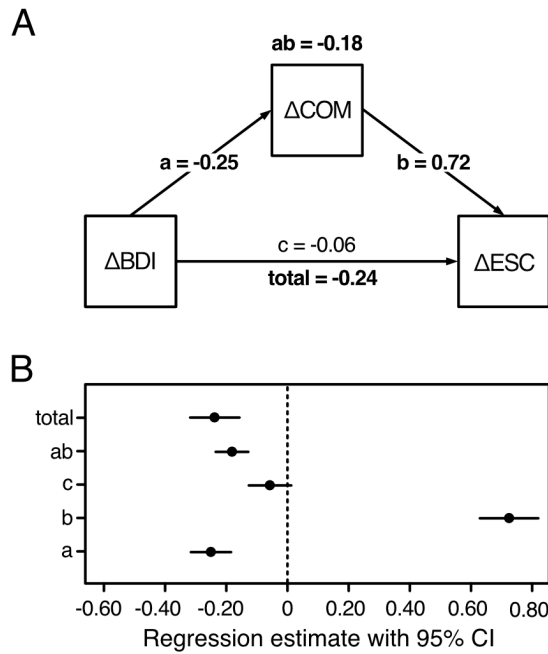 A
ab = -0.18
ΔCOM
a = -0.25
b = 0.72
ΔBDI
c = -0.06
total = -0.24
ΔESC
B
total
ab
c
b
a
-0.60 -0.40 -0.20 0 0.20 0.40 0.60 0.80
Regression estimate with 95% CI